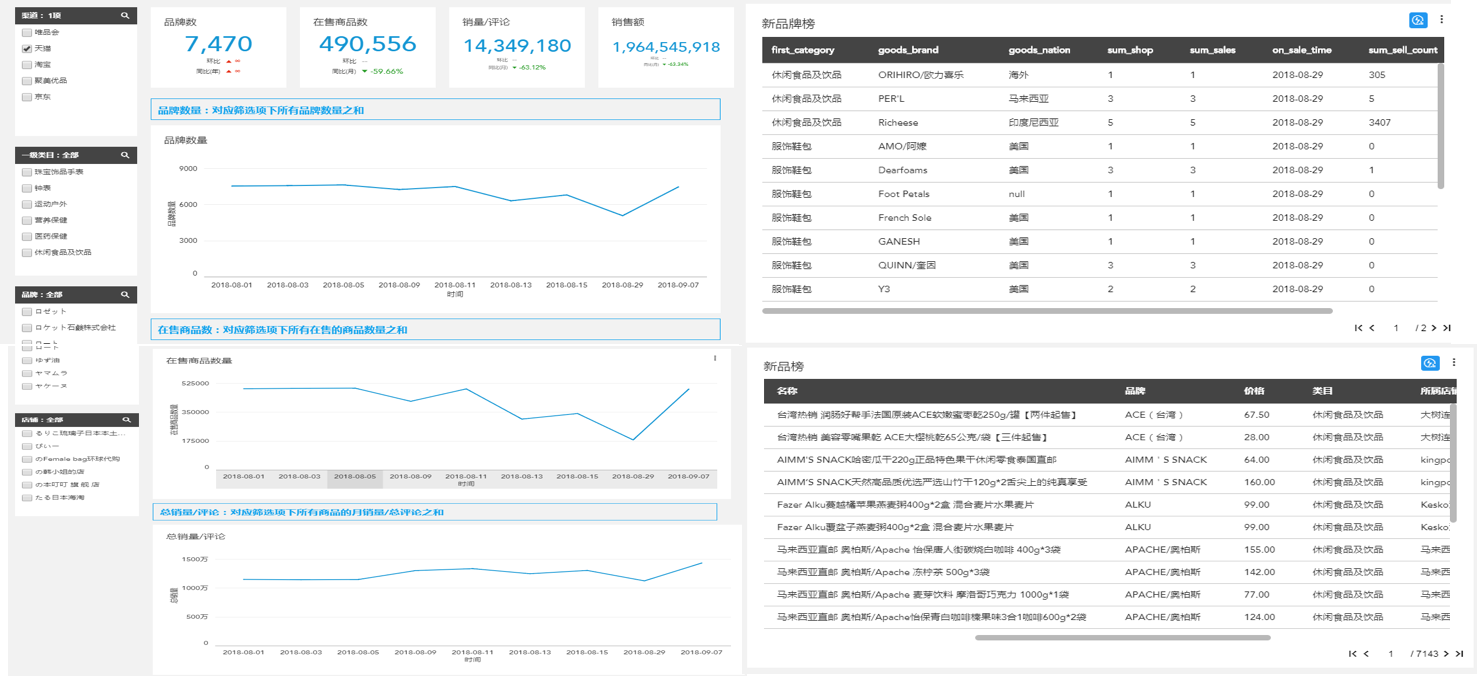 渠道：1项
唯品会
天猫
淘宝
聚美优品
京东
一级类目：全部
珠宝饰品手表
钟表
运动户外
营养保健
医药保健
休闲食品及饮品
品牌：全部
ロゼット
ロケット石鹸株式会社
ロート
ゆず油
ヤマムラ
ヤケーヌ
店铺：全部
るりこ琉璃子日本本土...
ぴぃー
のFemale bag环球代购
の韩小姐的店
の本叮叮 旗 舰 店
たる日本海淘
品牌数
7,470
环比
同比(年)
在售商品数
490,556
环比: —
同比(月) -59.66%
销量/评论
14,349,180
环比: —
同比(月) -63.12%
销售额
1,964,545,918
环比: —
-63.34%
品牌数量：对应筛选项下所有品牌数量之和
品牌数量
品牌数量
9000
6000
3000
0
2018-08-01 2018-08-03 2018-08-05 2018-08-09 2018-08-11 2018-08-13 2018-08-15 2018-08-29 2018-09-07
时间
在售商品数：对应筛选项下所有在售的商品数量之和
在售商品数量
在售商品数量
525000
350000
175000
0
2018-08-01 2018-08-03 2018-08-05 2018-08-09 2018-08-11 2018-08-13 2018-08-15 2018-08-29 2018-09-07
时间
总销量/评论：对应筛选项下所有商品的月销量/总评论之和
总销量/评论
总销量
1500万
1000万
500万
0
2018-08-01 2018-08-03 2018-08-05 2018-08-09 2018-08-11 2018-08-13 2018-08-15 2018-08-29 2018-09-07
时间
新品牌榜
first_category goods_brand goods_nation sum_shop sum_sales on_sale_time sum_sell_count
休闲食品及饮品 ORIHIRO/欧力喜乐 海外 1 1 2018-08-29 305
休闲食品及饮品 PER'L 马来西亚 3 3 2018-08-29 5
休闲食品及饮品 Richeese 印度尼西亚 5 5 2018-08-29 3407
服饰鞋包 AMO/阿嬷 美国 1 1 2018-08-29 0
服饰鞋包 Dearfoams 美国 3 3 2018-08-29 1
服饰鞋包 Foot Petals null 1 1 2018-08-29 0
服饰鞋包 French Sole 美国 1 1 2018-08-29 0
服饰鞋包 GANESH 美国 1 1 2018-08-29 0
服饰鞋包 QUINN/奎因 美国 3 3 2018-08-29 0
服饰鞋包 Y3 美国 2 2 2018-08-29 0
1 / 2
新品榜
名称 品牌 价格 类目 所属店铺
台湾热销 润肠好帮手法国原装ACE软嫩蜜枣乾250g/罐【两件起售】 ACE（台湾） 67.50 休闲食品及饮品 大树连
台湾热销 美容零嘴果乾 ACE大樱桃乾65公克/袋【三件起售】 ACE（台湾） 28.00 休闲食品及饮品 大树连
AIMM'S SNACK哈密瓜干220g正品特色果干休闲零食泰国直邮 AIMM＇S SNACK 64.00 休闲食品及饮品 kingpo
AIMM'S SNACK天然高品质优选严选山竹干120g*2舌尖上的纯真享受 AIMM＇S SNACK 160.00 休闲食品及饮品 kingpo
Fazer Alku蔓越橘苹果燕麦粥400g*2盒 混合麦片水果麦片 ALKU 99.00 休闲食品及饮品 Kesko
Fazer Alku覆盆子燕麦粥400g*2盒 混合麦片水果麦片 ALKU 99.00 休闲食品及饮品 Kesko
马来西亚直邮 奥柏斯/Apache 怡保唐人街碳烧白咖啡 400g*3袋 APACHE/奥柏斯 155.00 休闲食品及饮品 马来西
马来西亚直邮 奥柏斯/Apache 冻柠茶 500g*3袋 APACHE/奥柏斯 142.00 休闲食品及饮品 马来西
马来西亚直邮 奥柏斯/Apache 麦芽饮料 摩洛哥巧克力 1000g*1袋 APACHE/奥柏斯 77.00 休闲食品及饮品 马来西
马来西亚直邮 奥柏斯/Apache怡保青白咖啡榛果味3合1咖啡600g*2袋 APACHE/奥柏斯 124.00 休闲食品及饮品 马来西
1 / 7143